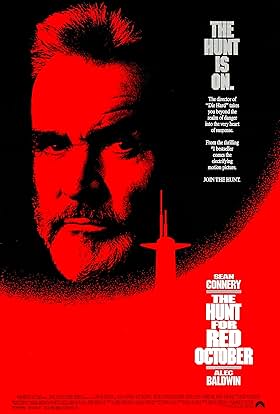 THE
HUNT
IS
ON.
The director of
"Die Hard" takes
you beyond the
realm of danger
into the very heart
of suspense.
From the thrilling
#1 bestseller
comes the
electrifying
motion picture.
JOIN THE HUNT.
SEAN
CONNERY
THE
HUNT
FOR
RED
OCTOBER
ALEC
BALDWIN